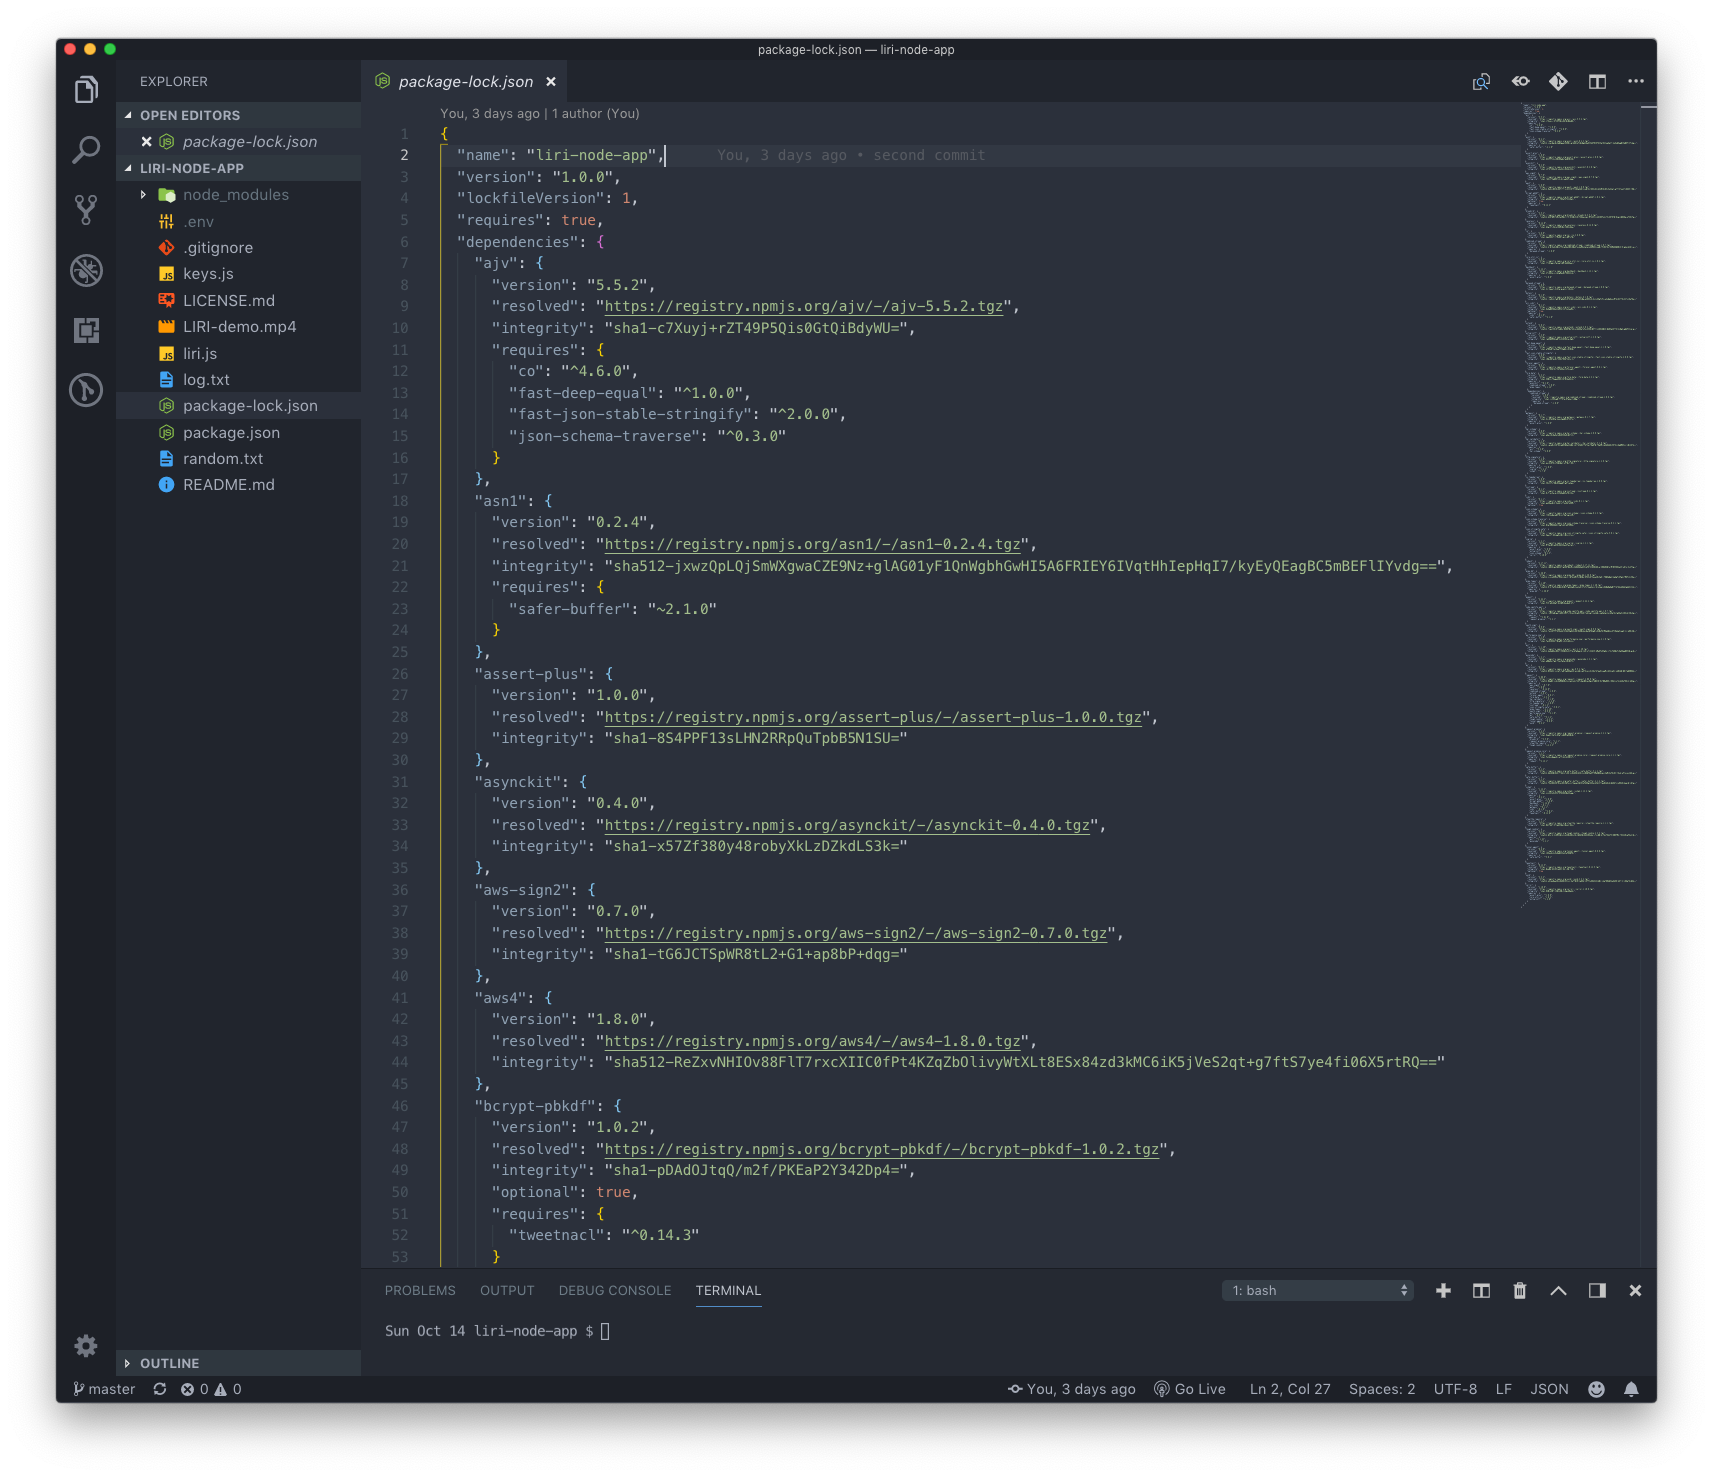 package-lock.json — liri-node-app
EXPLORER
OPEN EDITORS
package-lock.json
LIRI-NODE-APP
node_modules
.env
.gitignore
keys.js
LICENSE.md
LIRI-demo.mp4
liri.js
log.txt
package-lock.json
package.json
random.txt
README.md
OUTLINE
package-lock.json
You, 3 days ago | 1 author (You)
1 {
2 "name": "liri-node-app", You, 3 days ago • second commit
3 "version": "1.0.0",
4 "lockfileVersion": 1,
5 "requires": true,
6 "dependencies": {
7 "ajv": {
8 "version": "5.5.2",
9 "resolved": "https://registry.npmjs.org/ajv/-/ajv-5.5.2.tgz",
10 "integrity": "sha1-c7Xuyj+rZT49P5Qis0GtQiBdyWU=",
11 "requires": {
12 "co": "^4.6.0",
13 "fast-deep-equal": "^1.0.0",
14 "fast-json-stable-stringify": "^2.0.0",
15 "json-schema-traverse": "^0.3.0"
16 }
17 },
18 "asn1": {
19 "version": "0.2.4",
20 "resolved": "https://registry.npmjs.org/asn1/-/asn1-0.2.4.tgz",
21 "integrity": "sha512-jxwzQpLQjSmWXgwaCZE9Nz+glAG01yF1QnWgbhGwHI5A6FRIEY6IVqtHhIepHqI7/kyEyQEagBC5mBEFlIYvdg==",
22 "requires": {
23 "safer-buffer": "~2.1.0"
24 }
25 },
26 "assert-plus": {
27 "version": "1.0.0",
28 "resolved": "https://registry.npmjs.org/assert-plus/-/assert-plus-1.0.0.tgz",
29 "integrity": "sha1-8S4PPF13sLHN2RRpQuTpbB5N1SU="
30 },
31 "asynckit": {
32 "version": "0.4.0",
33 "resolved": "https://registry.npmjs.org/asynckit/-/asynckit-0.4.0.tgz",
34 "integrity": "sha1-x57Zf380y48robyXkLzDZkdLS3k="
35 },
36 "aws-sign2": {
37 "version": "0.7.0",
38 "resolved": "https://registry.npmjs.org/aws-sign2/-/aws-sign2-0.7.0.tgz",
39 "integrity": "sha1-tG6JCTSpWR8tL2+G1+ap8bP+dqg="
40 },
41 "aws4": {
42 "version": "1.8.0",
43 "resolved": "https://registry.npmjs.org/aws4/-/aws4-1.8.0.tgz",
44 "integrity": "sha512-ReZxvNHIOv88FlT7rxcXIIC0fPt4KZqZbOlivyWtXLt8ESx84zd3kMC6iK5jVeS2qt+g7ftS7ye4fi06X5rtRQ=="
45 },
46 "bcrypt-pbkdf": {
47 "version": "1.0.2",
48 "resolved": "https://registry.npmjs.org/bcrypt-pbkdf/-/bcrypt-pbkdf-1.0.2.tgz",
49 "integrity": "sha1-pDAdOJtqQ/m2f/PKEaP2Y342Dp4=",
50 "optional": true,
51 "requires": {
52 "tweetnacl": "^0.14.3"
53 }
PROBLEMS OUTPUT DEBUG CONSOLE TERMINAL 1: bash
Sun Oct 14 liri-node-app $
master 0 0 You, 3 days ago Go Live Ln 2, Col 27 Spaces: 2 UTF-8 LF JSON